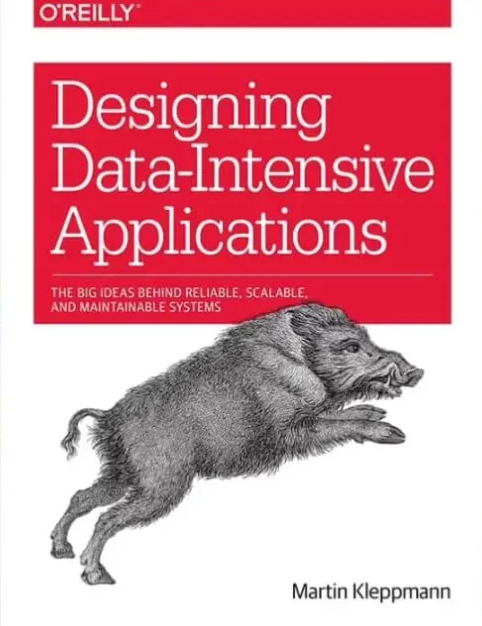 O'REILLY®
Designing
Data-Intensive
Applications
THE BIG IDEAS BEHIND RELIABLE, SCALABLE,
AND MAINTAINABLE SYSTEMS
Martin Kleppmann